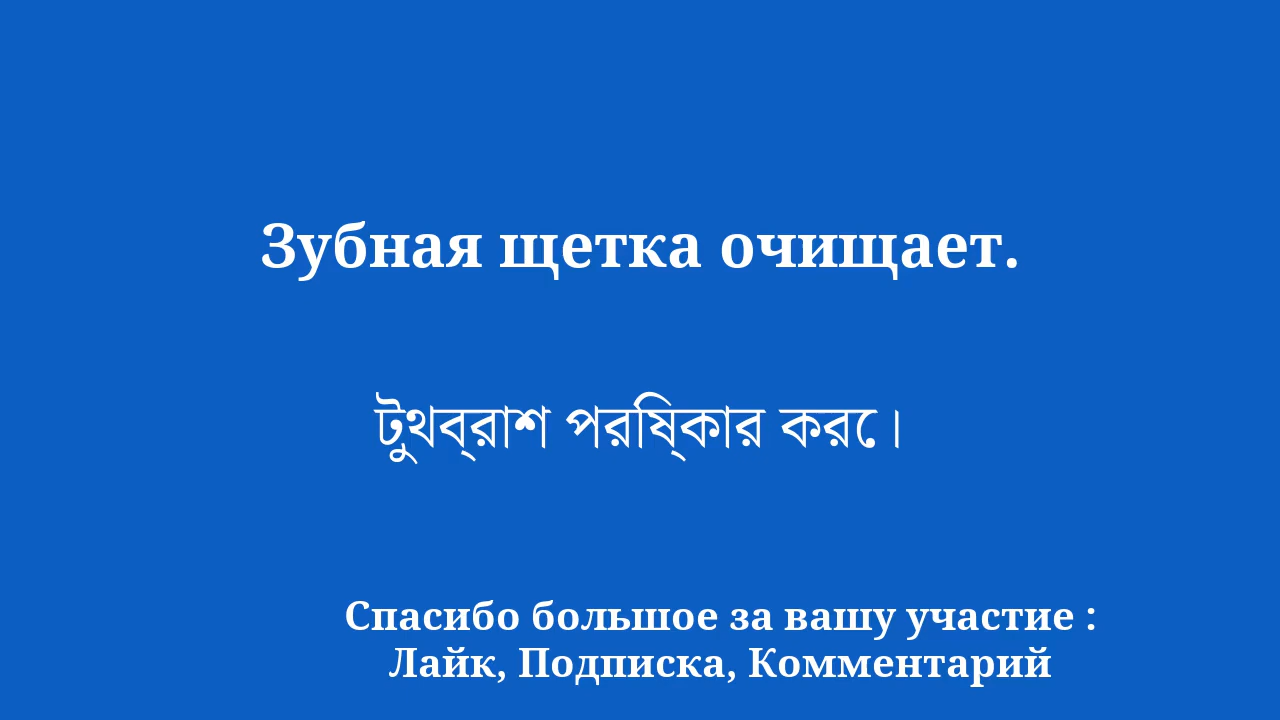 Зубная щетка очищает.
টুথব্রাশ পরিষ্কার করে।
Спасибо большое за вашу участие :
Лайк, Подписка, Комментарий